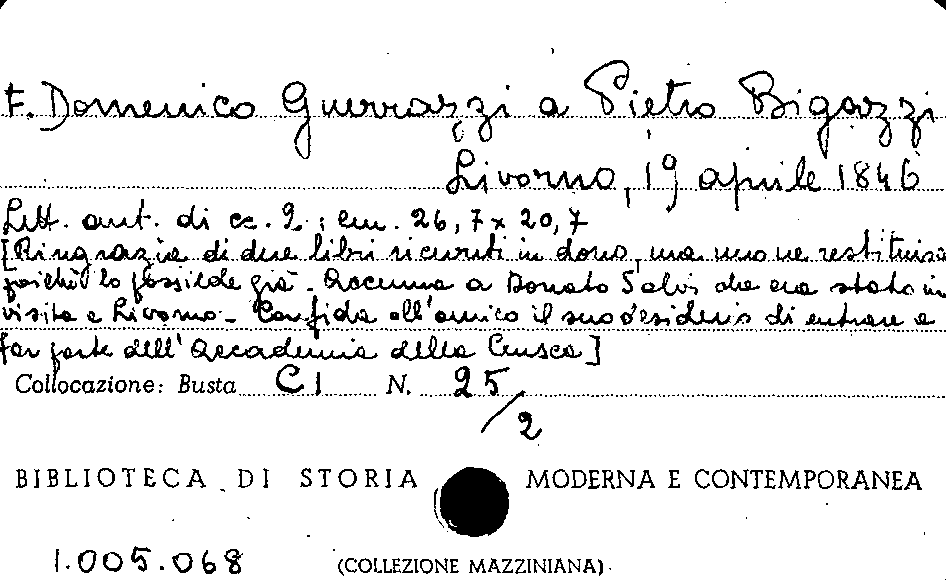 F. Domenico Guerrazzi a Pietro Bigazzi
Livorno, 19 aprile 1846
Lett. aut. di cc. 2 ; cm. 26,7 x 20,7
[Ringrazia di due libri ricevuti in dono, ma uno ne restituisce
poichè lo possiede già - Accenna a Donato Salvi che era stato in
visita a Livorno - Confida all'amico il suo desiderio di entrare a
far parte dell'Accademia della Crusca]
Collocazione: Busta CI N. 25/2
BIBLIOTECA DI STORIA MODERNA E CONTEMPORANEA
1.005.068 (COLLEZIONE MAZZINIANA)